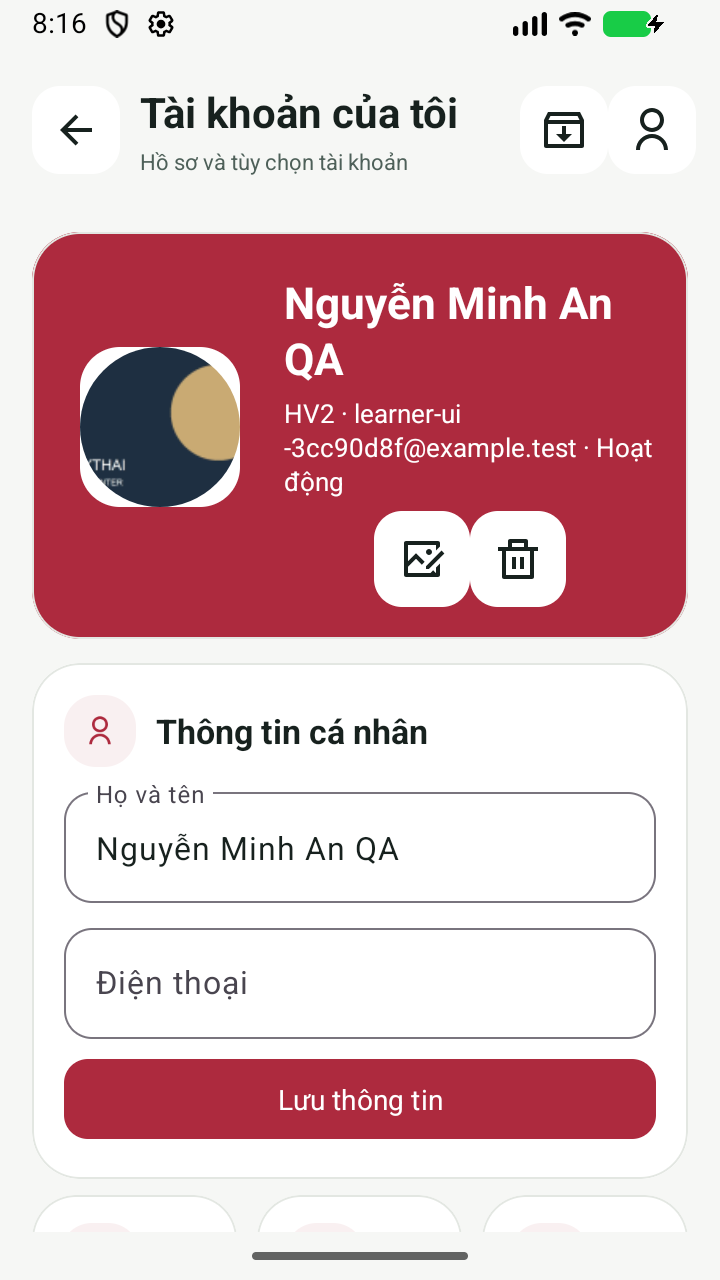 8:16
Tài khoản của tôi
Hồ sơ và tùy chọn tài khoản
Nguyễn Minh An
QA
HV2 · learner-ui
-3cc90d8f@example.test · Hoạt
động
Thông tin cá nhân
Họ và tên
Nguyễn Minh An QA
Điện thoại
Lưu thông tin